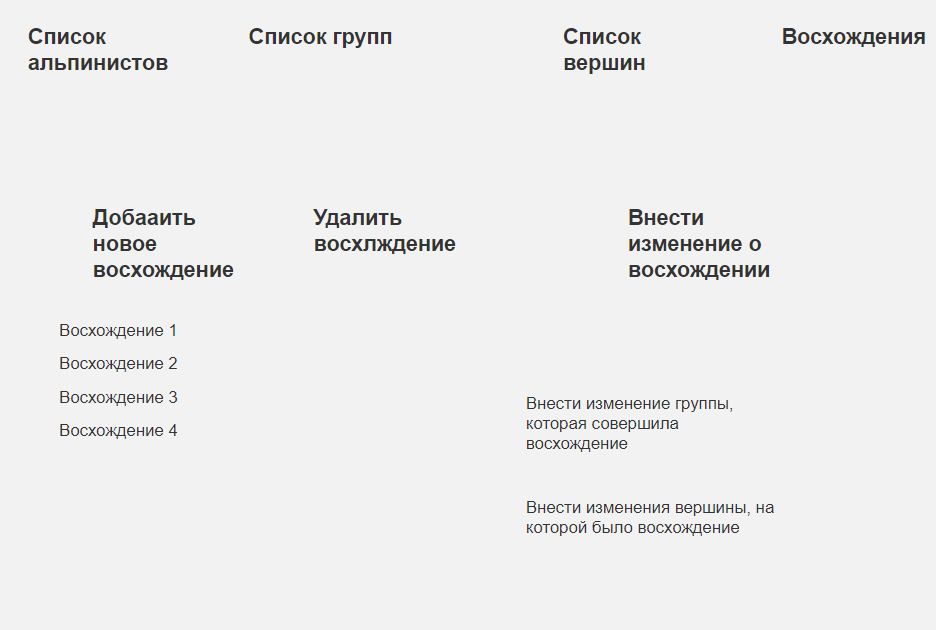 Список
альпинистов
Список групп
Список
вершин
Восхождения
Добааить
новое
восхождение
Удалить
восхлждение
Внести
изменение о
восхождении
Восхождение 1
Восхождение 2
Восхождение 3
Восхождение 4
Внести изменение группы,
которая совершила
восхождение
Внести изменения вершины, на
которой было восхождение